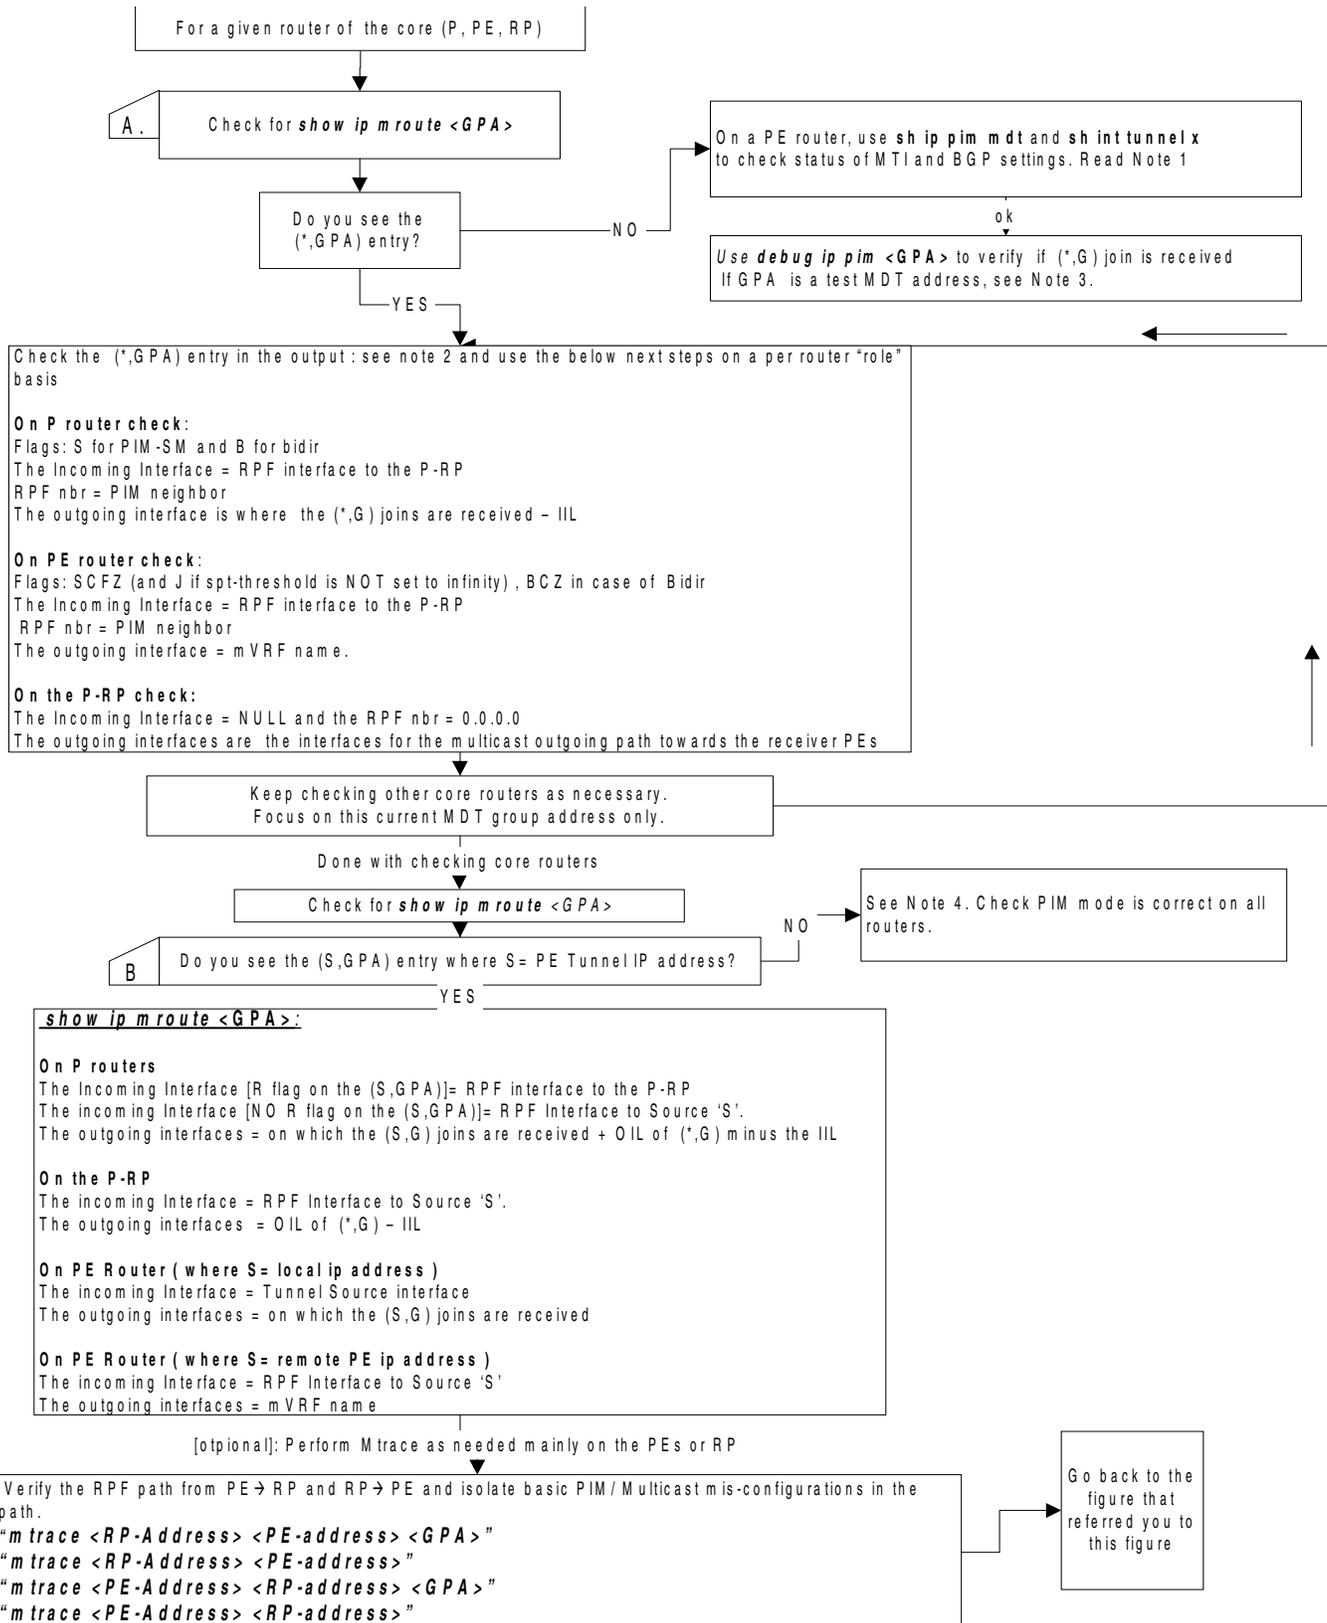 For a given router of the core (P, PE, RP)
A.
Check for show ip mroute <GPA>
On a PE router, use sh ip pim mdt and sh int tunnel x
to check status of MTI and BGP settings. Read Note 1
Do you see the
(*,GPA) entry?
NO
ok
Use debug ip pim <GPA> to verify if (*,G) join is received
If GPA is a test MDT address, see Note 3.
YES
Check the (*,GPA) entry in the output : see note 2 and use the below next steps on a per router “role”
basis
On P router check:
Flags: S for PIM-SM and B for bidir
The Incoming Interface = RPF interface to the P-RP
RPF nbr = PIM neighbor
The outgoing interface is where the (*,G) joins are received – IIL
On PE router check:
Flags: SCFZ (and J if spt-threshold is NOT set to infinity) , BCZ in case of Bidir
The Incoming Interface = RPF interface to the P-RP
RPF nbr = PIM neighbor
The outgoing interface = mVRF name.
On the P-RP check:
The Incoming Interface = NULL and the RPF nbr = 0.0.0.0
The outgoing interfaces are the interfaces for the multicast outgoing path towards the receiver PEs
Keep checking other core routers as necessary.
Focus on this current MDT group address only.
Done with checking core routers
Check for show ip mroute <GPA>
See Note 4. Check PIM mode is correct on all
routers.
NO
B
Do you see the (S,GPA) entry where S= PE Tunnel IP address?
YES
show ip mroute <GPA>:
On P routers
The Incoming Interface [R flag on the (S,GPA)]= RPF interface to the P-RP
The incoming Interface [NO R flag on the (S,GPA)]= RPF Interface to Source ‘S’.
The outgoing interfaces = on which the (S,G) joins are received + OIL of (*,G) minus the IIL
On the P-RP
The incoming Interface = RPF Interface to Source ‘S’.
The outgoing interfaces = OIL of (*,G) – IIL
On PE Router ( where S= local ip address )
The incoming Interface = Tunnel Source interface
The outgoing interfaces = on which the (S,G) joins are received
On PE Router ( where S= remote PE ip address )
The incoming Interface = RPF Interface to Source ‘S’
The outgoing interfaces = mVRF name
[otpional]: Perform Mtrace as needed mainly on the PEs or RP
Verify the RPF path from PE→ RP and RP→ PE and isolate basic PIM/ Multicast mis-configurations in the
path.
“mtrace <RP-Address> <PE-address> <GPA>”
“mtrace <RP-Address> <PE-address>”
“mtrace <PE-Address> <RP-address> <GPA>”
“mtrace <PE-Address> <RP-address>”
Go back to the
figure that
referred you to
this figure